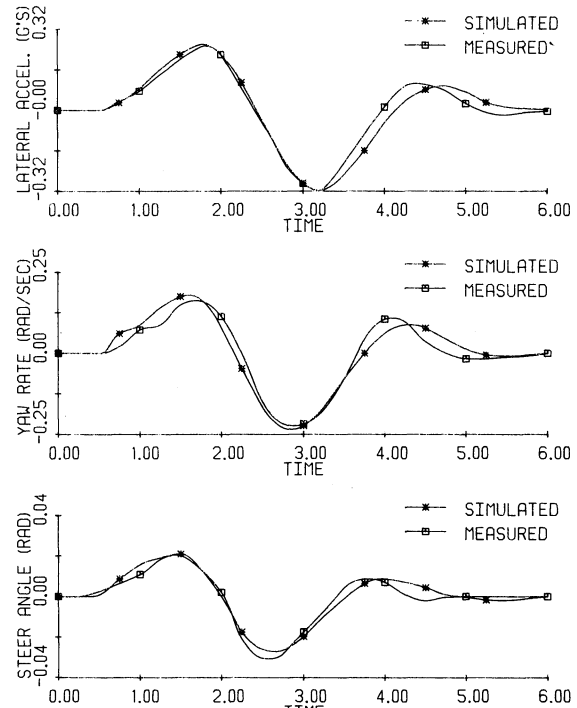 LATERAL ACCEL. (G'S)
0.32
-0.00
-0.32
SIMULATED
MEASURED
0.00 1.00 2.00 3.00 4.00 5.00 6.00
TIME
YAW RATE (RAD/SEC)
0.25
0.00
-0.25
SIMULATED
MEASURED
0.00 1.00 2.00 3.00 4.00 5.00 6.00
TIME
STEER ANGLE (RAD)
0.04
0.00
-0.04
SIMULATED
MEASURED
0.00 1.00 2.00 3.00 4.00 5.00 6.00
TIME